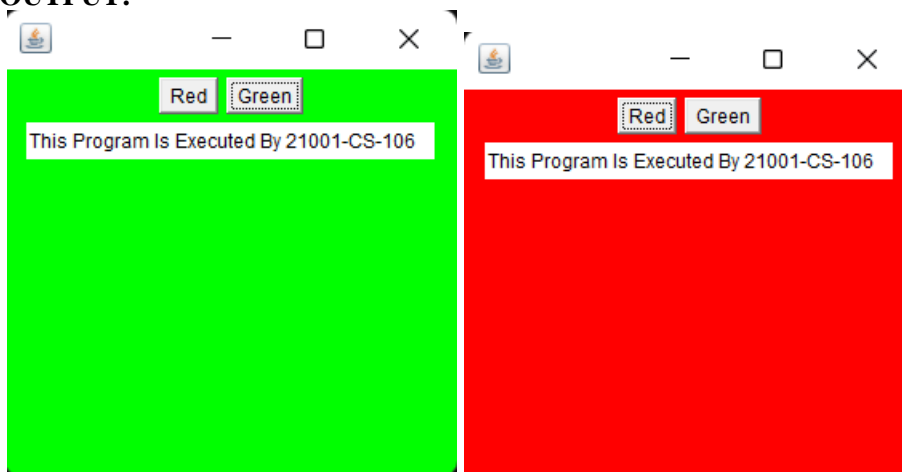 OUTPUT:
Red Green
This Program Is Executed By 21001-CS-106
Red Green
This Program Is Executed By 21001-CS-106